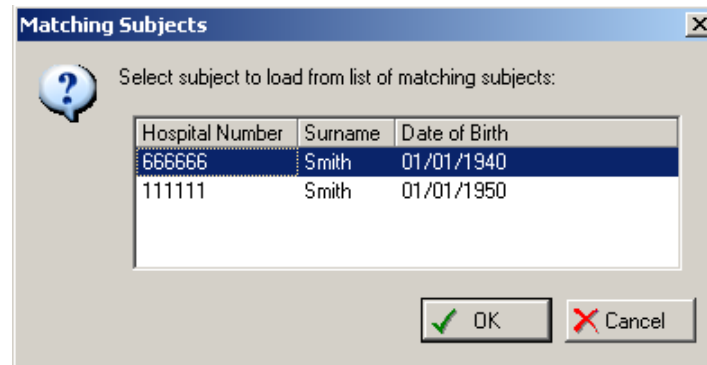 Matching Subjects
Select subject to load from list of matching subjects:
Hospital Number Surname Date of Birth
666666 Smith 01/01/1940
111111 Smith 01/01/1950
OK Cancel